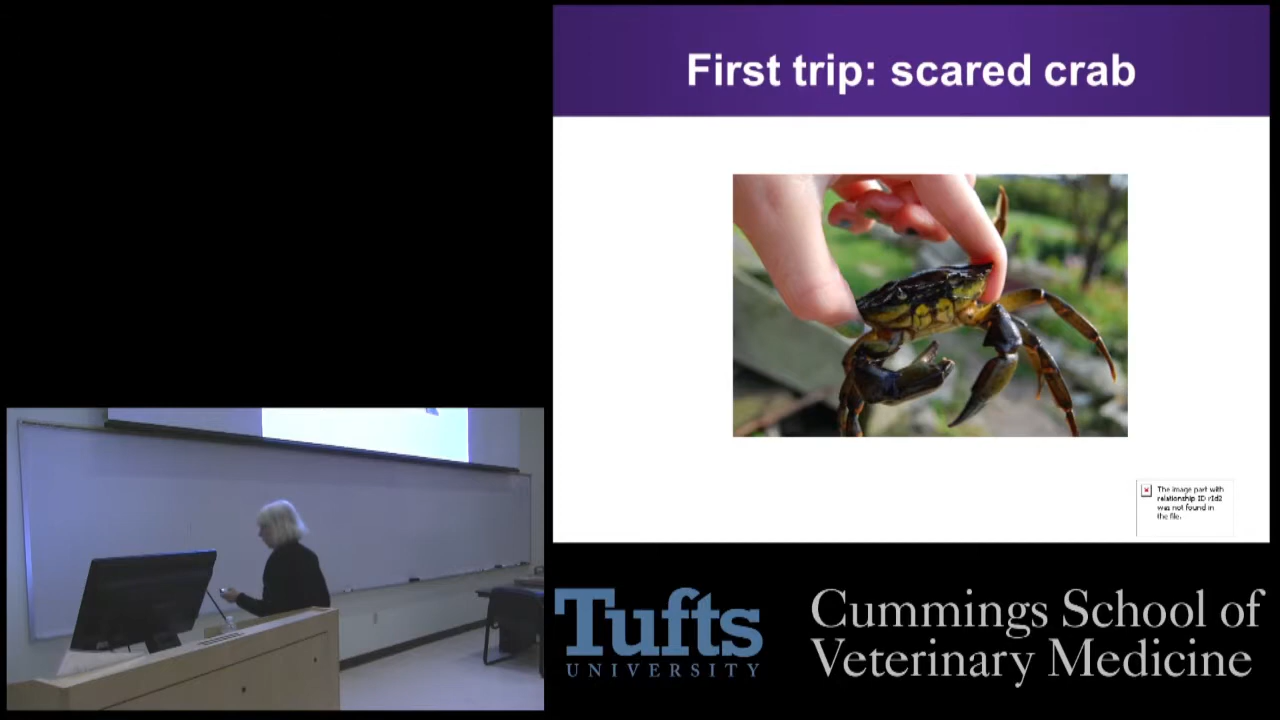 First trip: scared crab
The image part with
relationship ID rId2
was not found in
the file.
Tufts
UNIVERSITY
Cummings School of
Veterinary Medicine